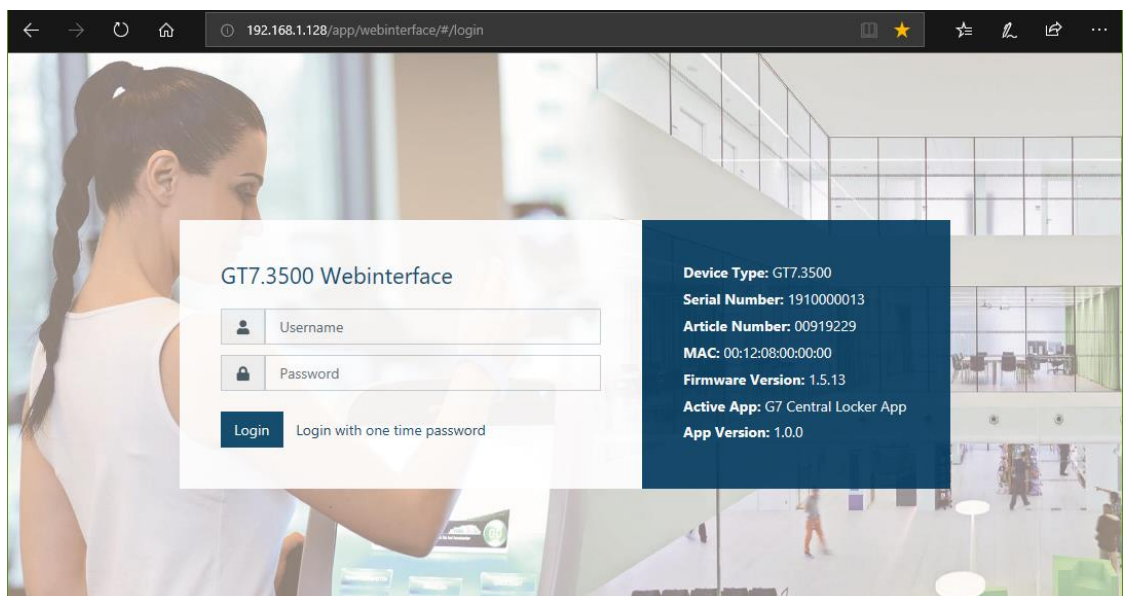 192.168.1.128/app/webinterface/#/login
GT7.3500 Webinterface
Username
Password
Login
Login with one time password
Device Type: GT7.3500
Serial Number: 1910000013
Article Number: 00919229
MAC: 00:12:08:00:00:00
Firmware Version: 1.5.13
Active App: G7 Central Locker App
App Version: 1.0.0